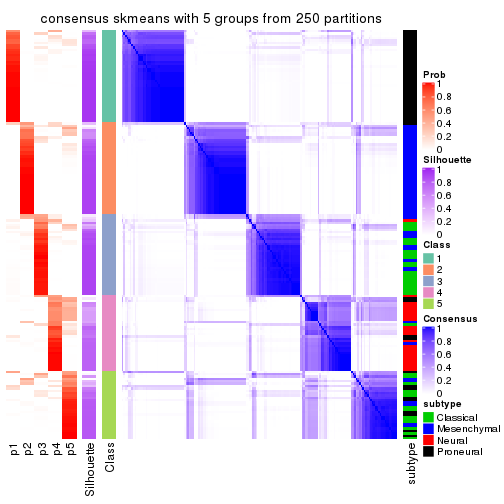 consensus skmeans with 5 groups from 250 partitions
Prob
1
0.8
0.6
0.4
0.2
0
Silhouette
1
0.8
0.6
0.4
0.2
0
Class
1
2
3
4
5
Consensus
1
0.8
0.6
0.4
0.2
0
subtype
Classical
Mesenchymal
Neural
Proneural
p1
p2
p3
p4
p5
Silhouette
Class
subtype